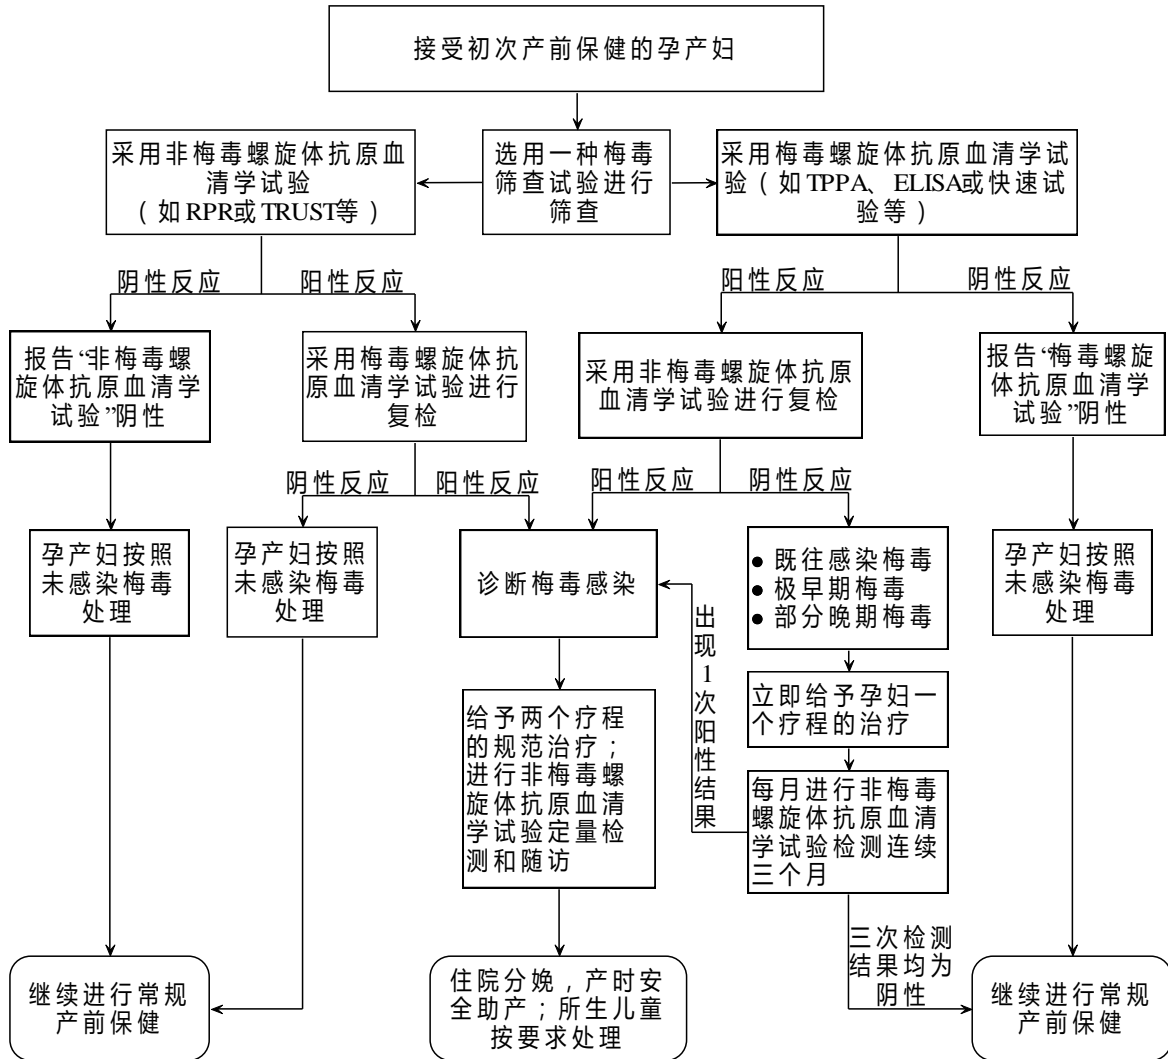 接受初次产前保健的孕产妇
采用非梅毒螺旋体抗原血
清学试验
（如RPR或TRUST等）
选用一种梅毒
筛查试验进行
筛查
采用梅毒螺旋体抗原血清学试
验（如TPPA、ELISA或快速试
验等）
阴性反应
阳性反应
阳性反应
阴性反应
报告“非梅毒螺
旋体抗原血清学
试验”阴性
采用梅毒螺旋体抗
原血清学试验进行
复检
采用非梅毒螺旋体抗原
血清学试验进行复检
报告“梅毒螺旋
体抗原血清学
试验”阴性
阴性反应
阳性反应
阳性反应
阴性反应
孕产妇按照
未感染梅毒
处理
孕产妇按照
未感染梅毒
处理
诊断梅毒感染
● 既往感染梅毒
● 极早期梅毒
● 部分晚期梅毒
孕产妇按照
未感染梅毒
处理
出现1次阳性结果
给予两个疗程
的规范治疗；
进行非梅毒螺
旋体抗原血清
学试验定量检
测和随访
立即给予孕妇一
个疗程的治疗
每月进行非梅毒
螺旋体抗原血清
学试验检测连续
三个月
三次检测
结果均为
阴性
继续进行常规
产前保健
住院分娩，产时安
全助产；所生儿童
按要求处理
继续进行常规
产前保健